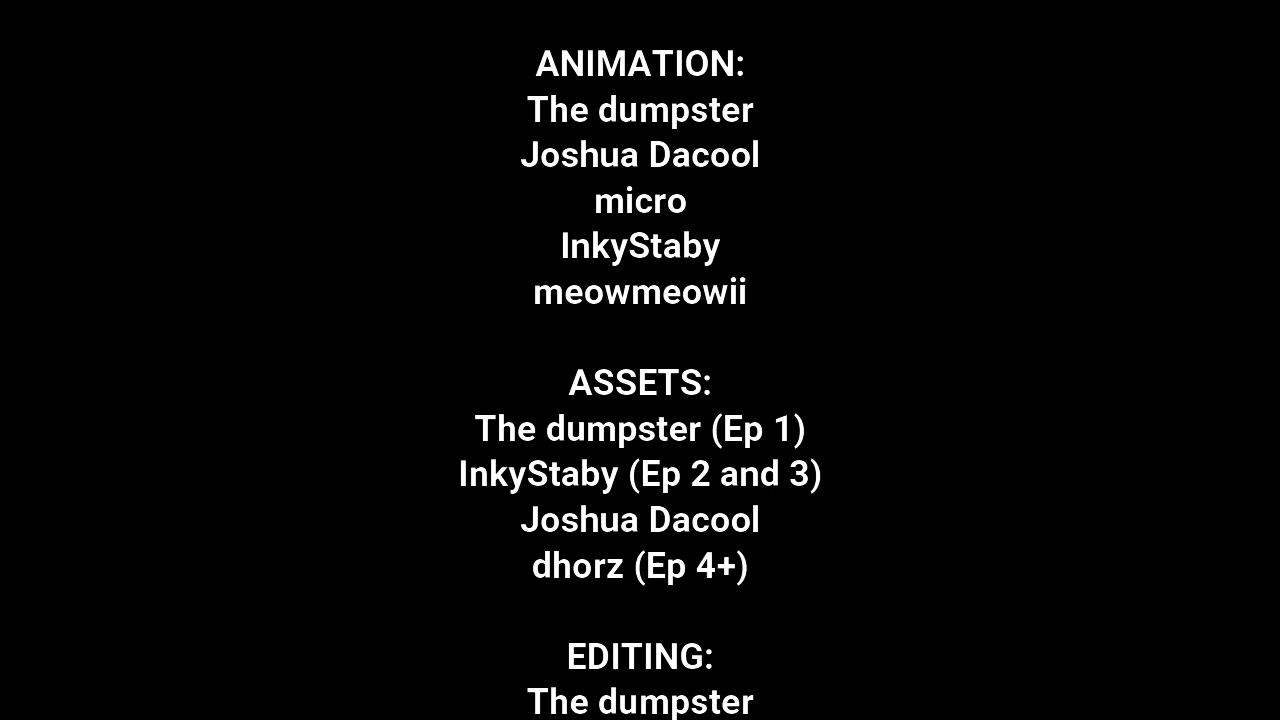 ANIMATION:
The dumpster
Joshua Dacool
micro
InkyStaby
meowmeowii
ASSETS:
The dumpster (Ep 1)
InkyStaby (Ep 2 and 3)
Joshua Dacool
dhorz (Ep 4+)
EDITING:
The dumpster